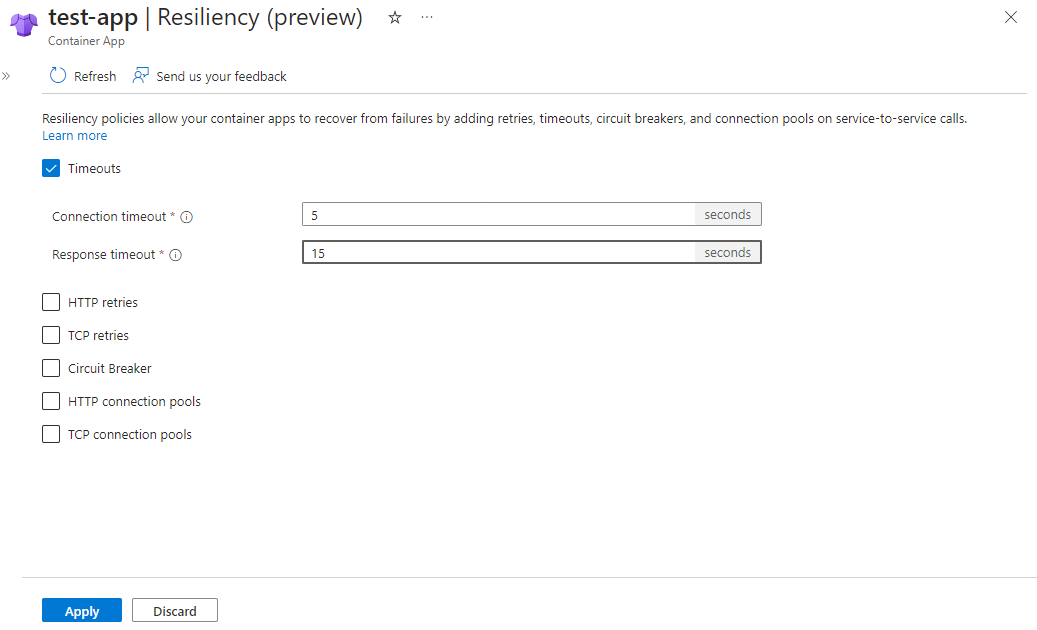 test-app | Resiliency (preview)
Container App
Refresh Send us your feedback
Resiliency policies allow your container apps to recover from failures by adding retries, timeouts, circuit breakers, and connection pools on service-to-service calls.
Learn more
Timeouts
Connection timeout * 5 seconds
Response timeout * 15 seconds
HTTP retries
TCP retries
Circuit Breaker
HTTP connection pools
TCP connection pools
Apply Discard